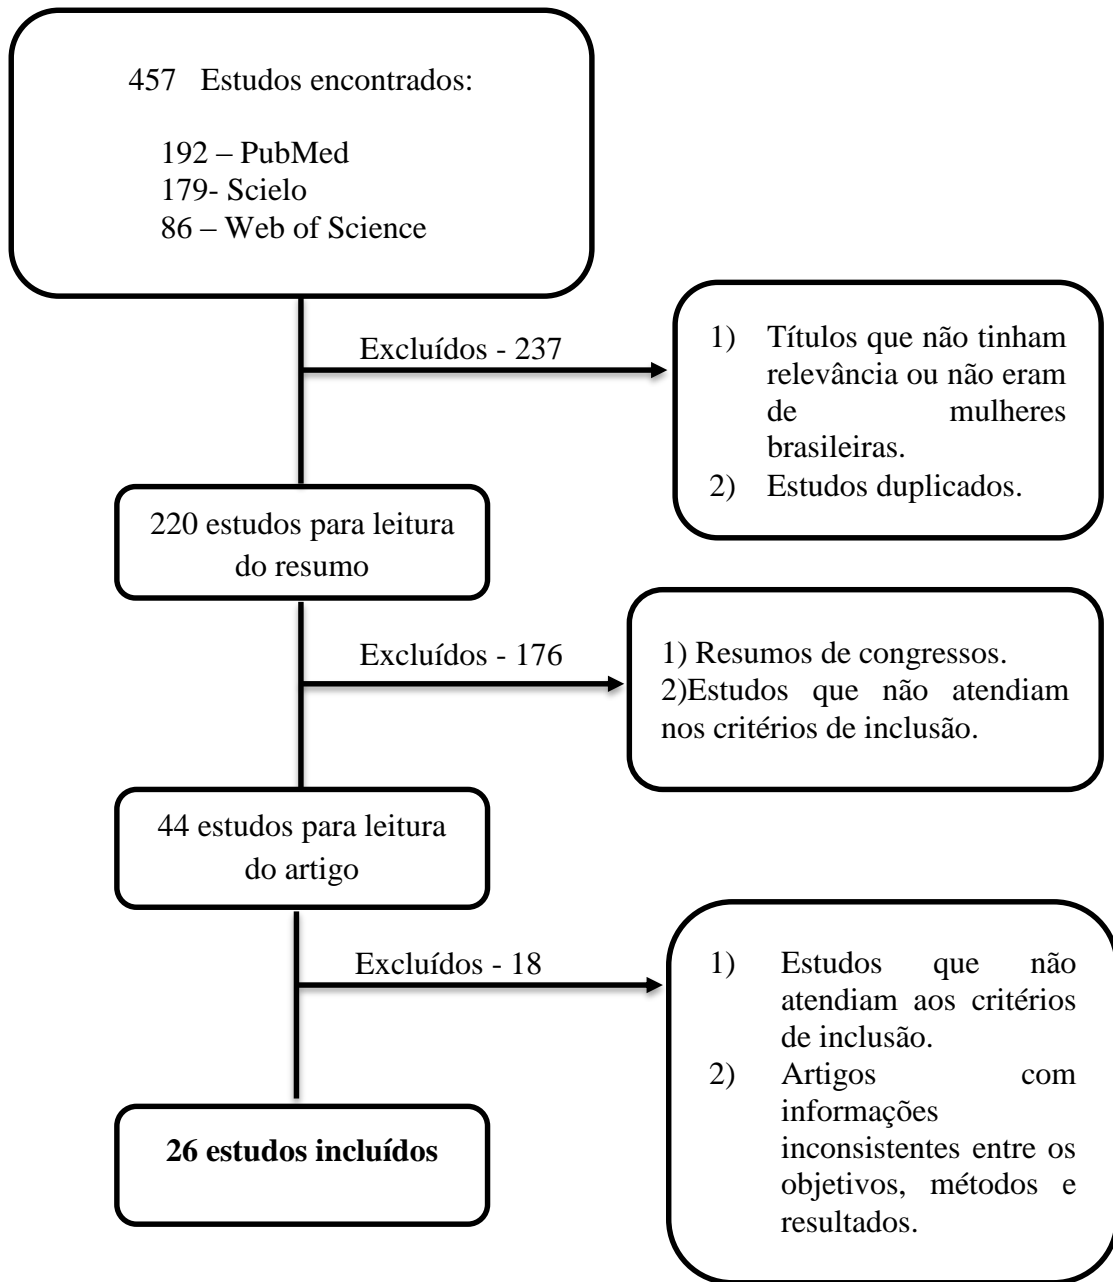 457 Estudos encontrados:
192 – PubMed
179- Scielo
86 – Web of Science
Excluídos - 237
1) Títulos que não tinham
relevância ou não eram
de mulheres
brasileiras.
2) Estudos duplicados.
220 estudos para leitura
do resumo
Excluídos - 176
1) Resumos de congressos.
2)Estudos que não atendiam
nos critérios de inclusão.
44 estudos para leitura
do artigo
Excluídos - 18
1) Estudos que não
atendiam aos critérios
de inclusão.
2) Artigos com
informações
inconsistentes entre os
objetivos, métodos e
resultados.
26 estudos incluídos